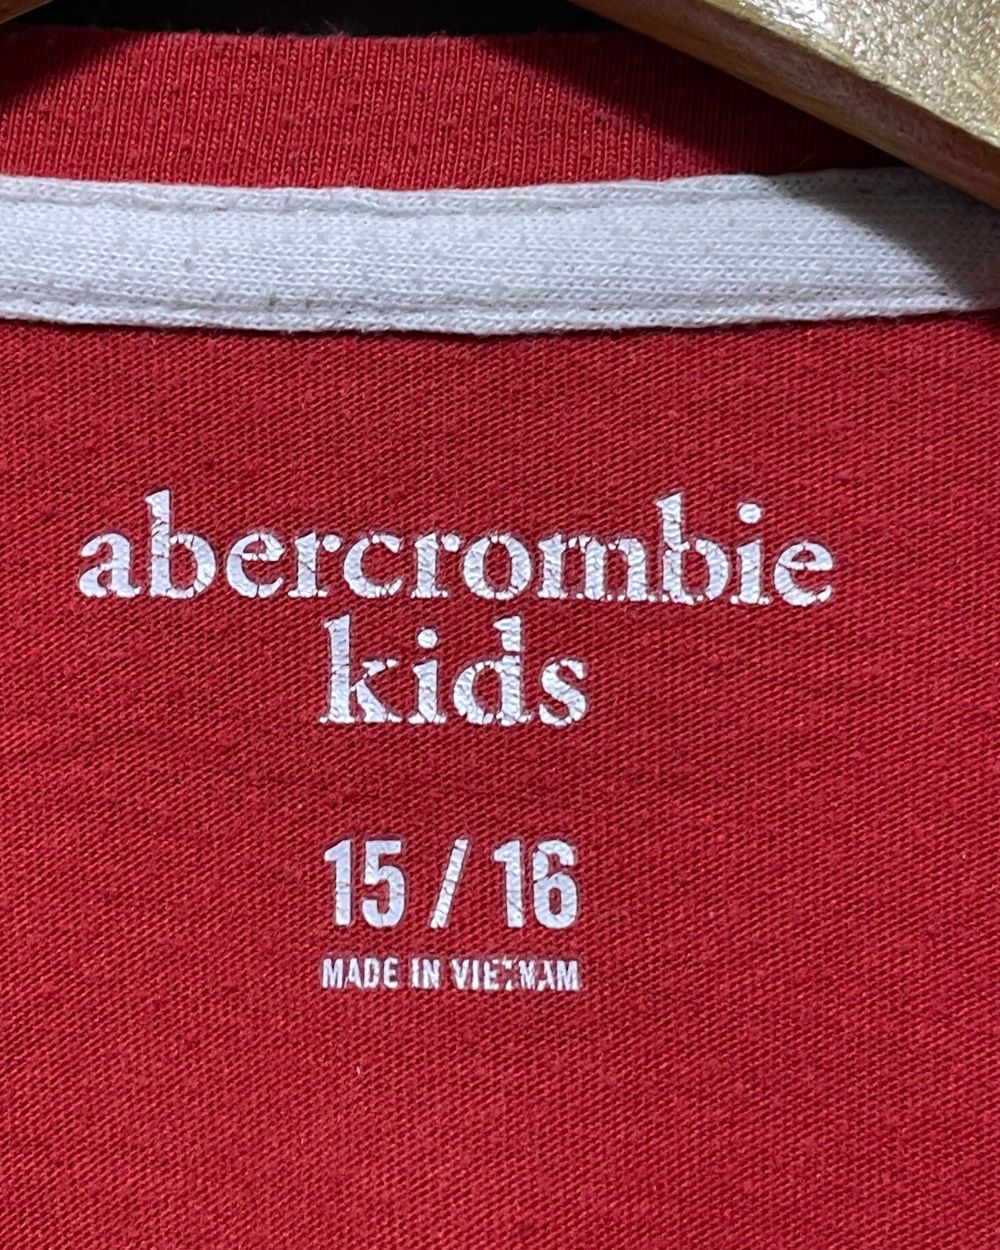 abercrombie
kids
15 / 16
MADE IN VIETNAM